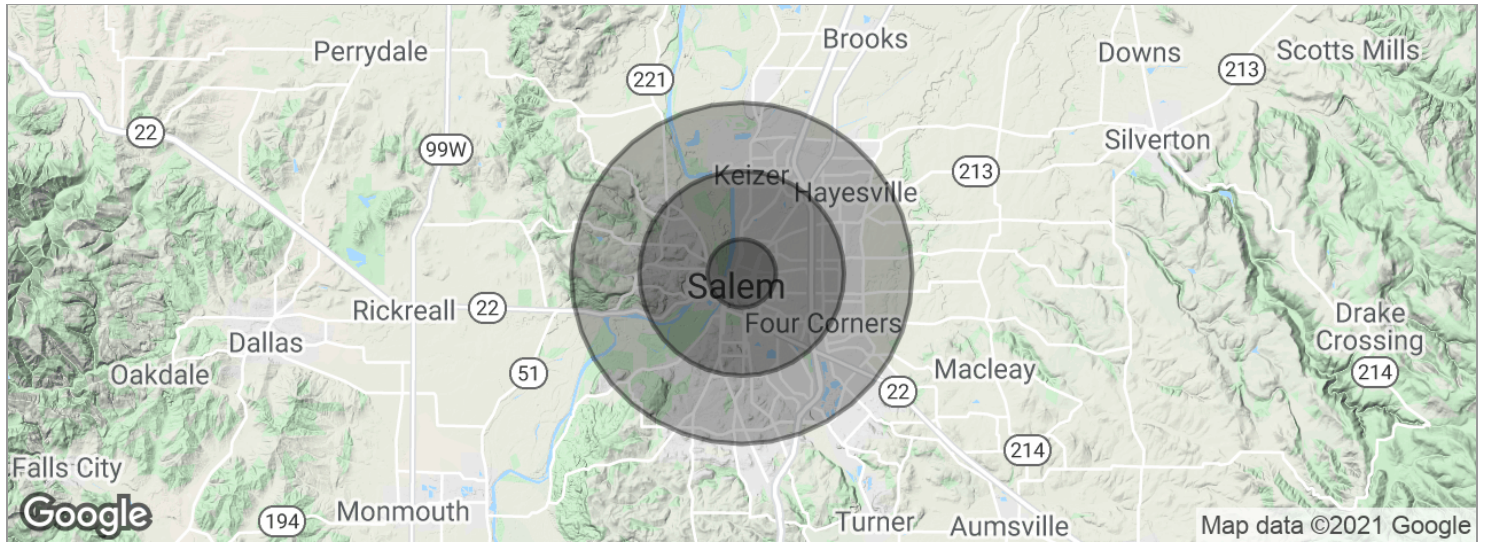 Perrydale
Brooks
Downs
Scotts Mills
213
221
22
99W
Silverton
Keizer
213
Hayesville
Salem
Rickreall
22
Four Corners
Drake
Crossing
Dallas
Oakdale
51
Macleay
214
22
214
Falls City
Monmouth
194
Turner
Aumsville
Google
Map data ©2021 Google